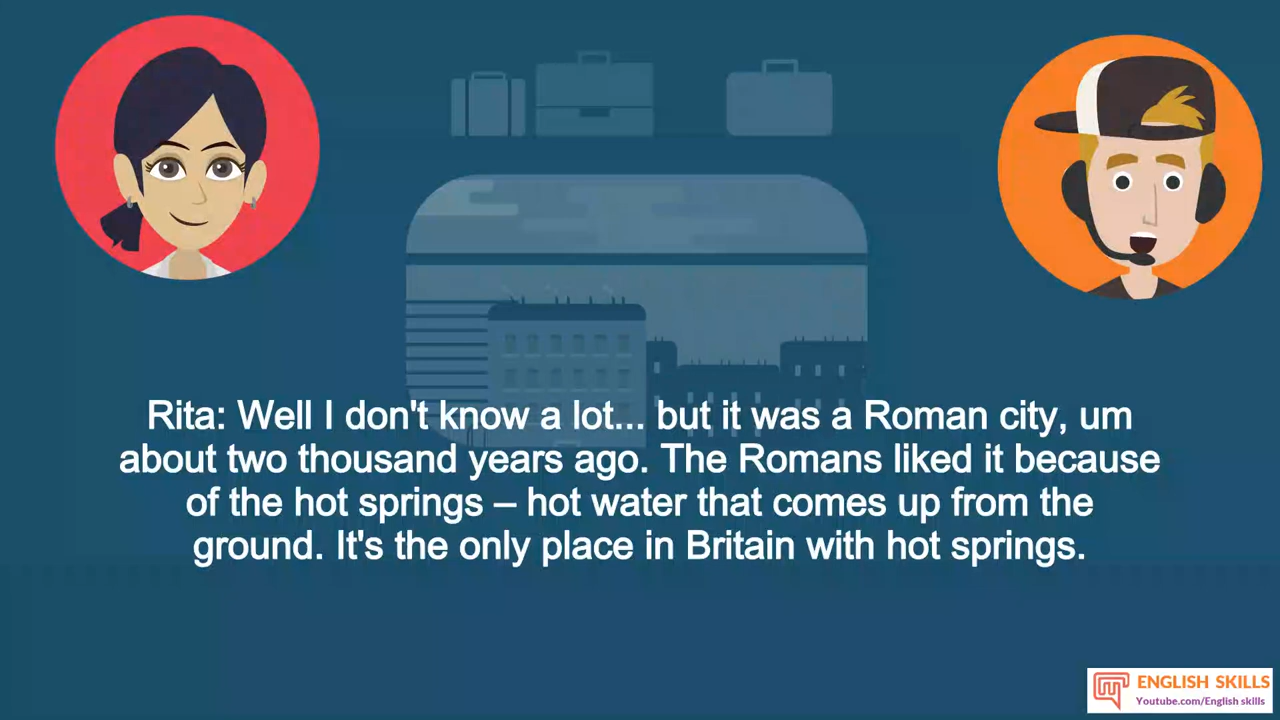 Rita: Well I don't know a lot... but it was a Roman city, um
about two thousand years ago. The Romans liked it because
of the hot springs – hot water that comes up from the
ground. It's the only place in Britain with hot springs.
ENGLISH SKILLS
Youtube.com/English skills